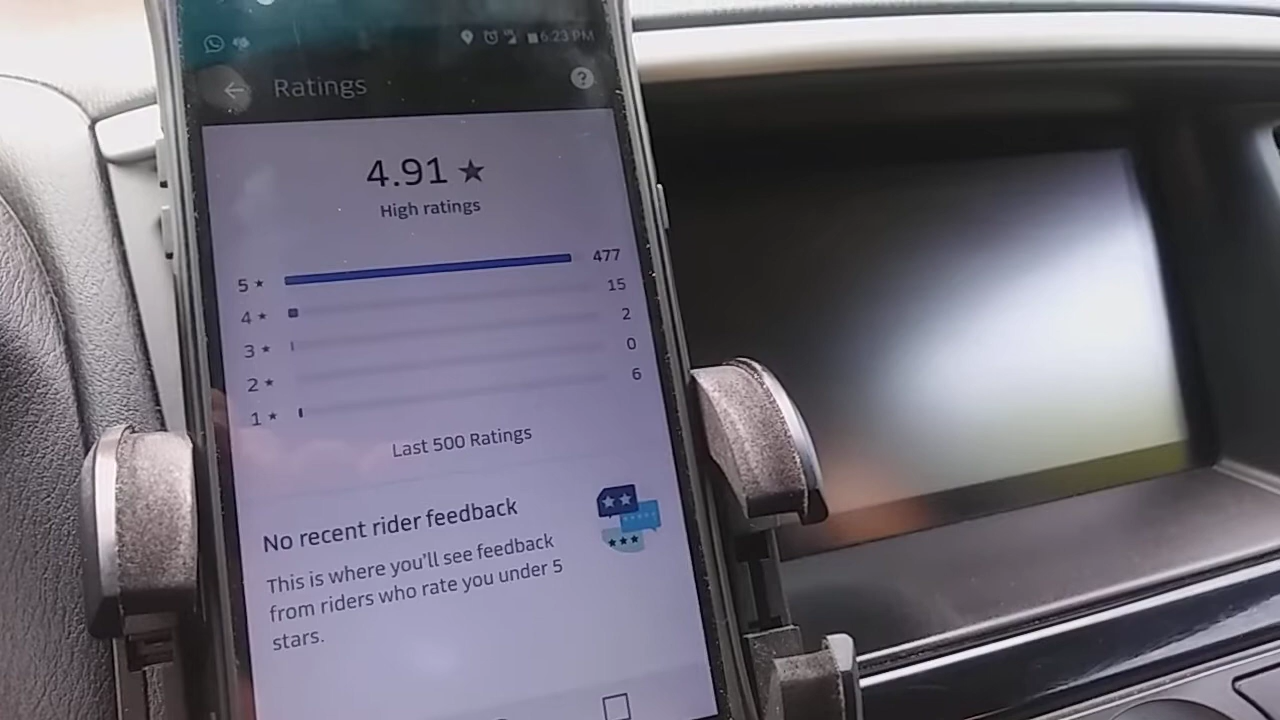 6:23 PM
Ratings
?
4.91 ★
High ratings
5 ★ 477
4 ★ 15
3 ★ 2
2 ★ 0
1 ★ 6
Last 500 Ratings
No recent rider feedback
This is where you'll see feedback
from riders who rate you under 5
stars.